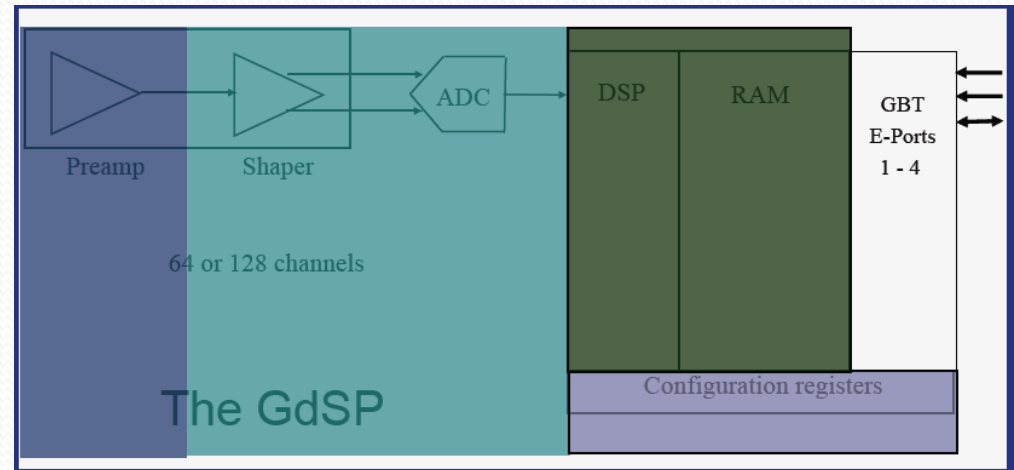 Preamp
Shaper
ADC
DSP
RAM
GBT
E-Ports
1 - 4
64 or 128 channels
The GdSP
Configuration registers